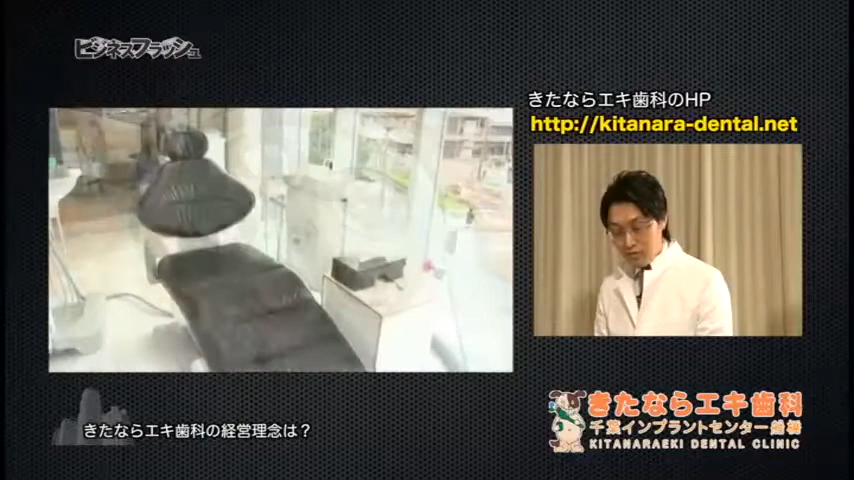 ビジネスフラッシュ
きたならエキ歯科のHP
http://kitanara-dental.net
きたならエキ歯科の経営理念は？
きたならエキ歯科
千葉インプラントセンター船橋
KITANARAEKI DENTAL CLINIC